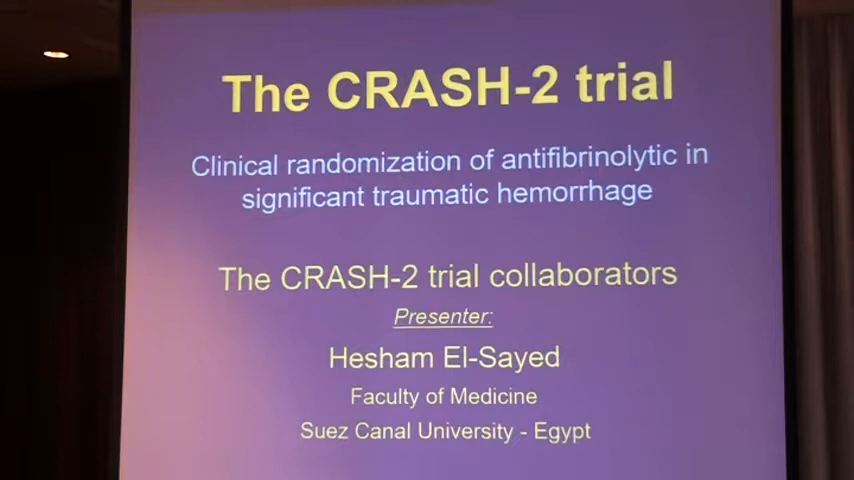 The CRASH-2 trial
Clinical randomization of antifibrinolytic in
significant traumatic hemorrhage
The CRASH-2 trial collaborators
Presenter:
Hesham El-Sayed
Faculty of Medicine
Suez Canal University - Egypt